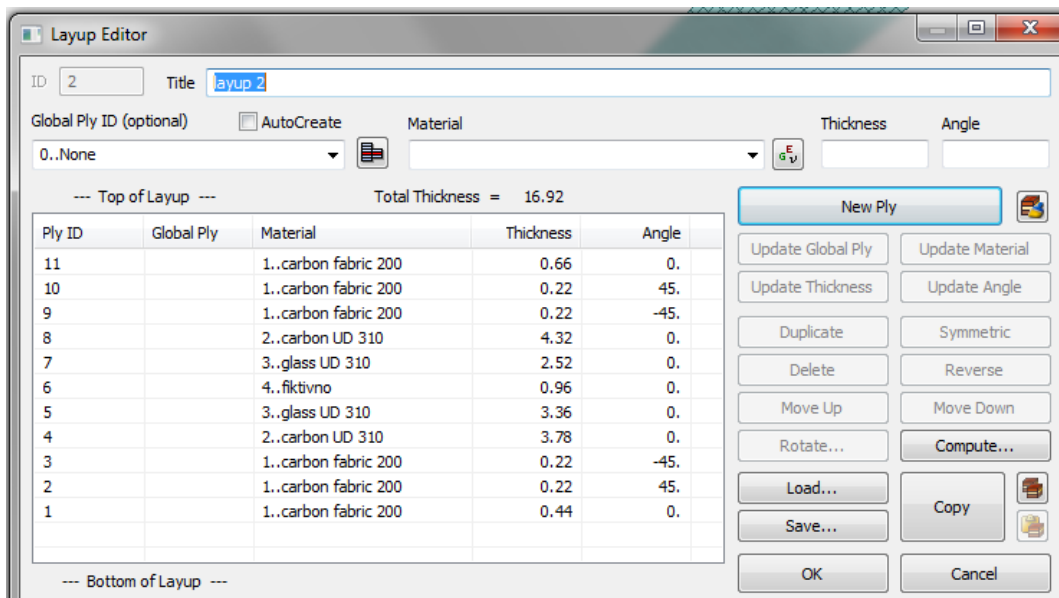 Layup Editor
ID 2 Title layup 2
Global Ply ID (optional) AutoCreate Material Thickness Angle
0..None G E ν
--- Top of Layup --- Total Thickness = 16.92 New Ply
Ply ID Global Ply Material Thickness Angle
11 1..carbon fabric 200 0.66 0.
10 1..carbon fabric 200 0.22 45.
9 1..carbon fabric 200 0.22 -45.
8 2..carbon UD 310 4.32 0.
7 3..glass UD 310 2.52 0.
6 4..fiktivno 0.96 0.
5 3..glass UD 310 3.36 0.
4 2..carbon UD 310 3.78 0.
3 1..carbon fabric 200 0.22 -45.
2 1..carbon fabric 200 0.22 45.
1 1..carbon fabric 200 0.44 0.
--- Bottom of Layup ---
Update Global Ply Update Material
Update Thickness Update Angle
Duplicate Symmetric
Delete Reverse
Move Up Move Down
Rotate... Compute...
Load... Copy
Save...
OK Cancel